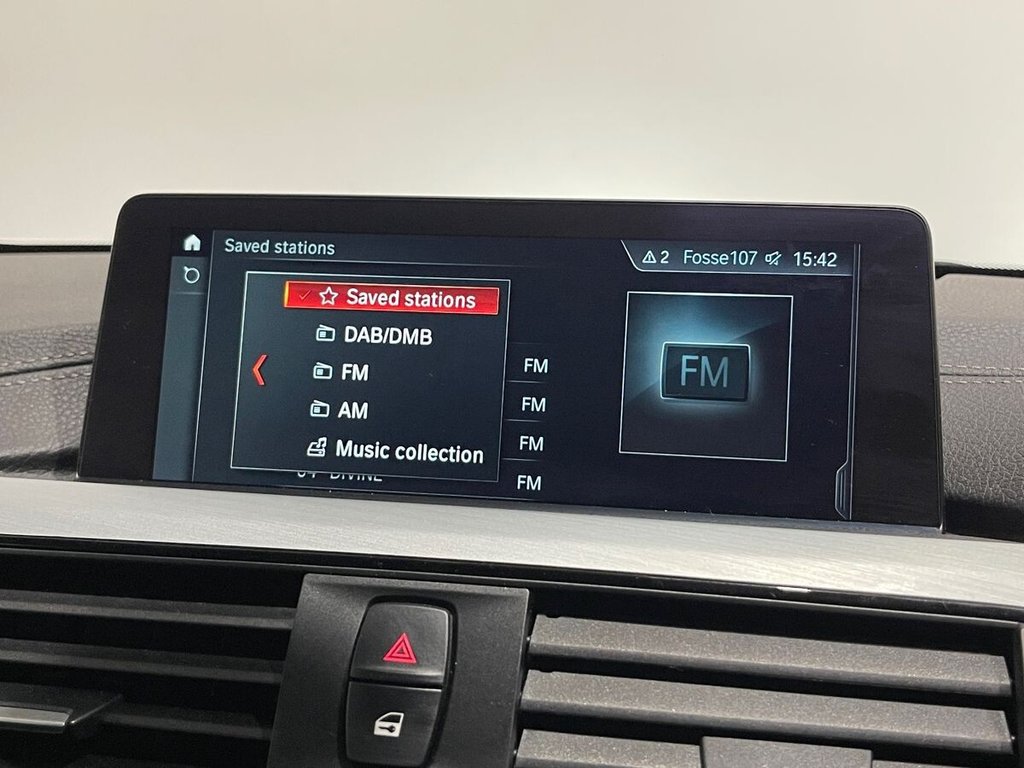 Saved stations
2 Fosse107 15:42
Saved stations
DAB/DMB
FM
AM
Music collection
FM
FM
FM
DIVINE FM
FM